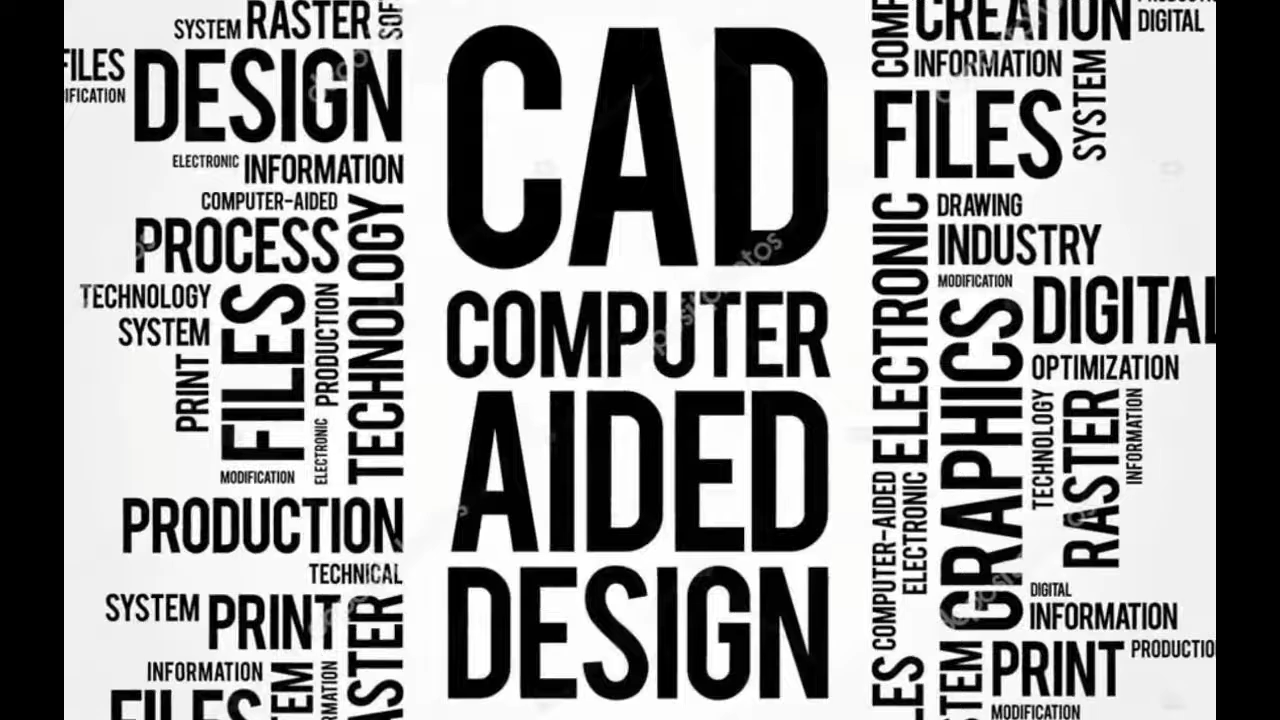 SYSTEM RASTER
FILES
DESIGN
ELECTRONIC INFORMATION
COMPUTER-AIDED
PROCESS
TECHNOLOGY
TECHNOLOGY
SYSTEM
FILES
PRODUCTION
PRINT
ELECTRONIC
MODIFICATION
PRODUCTION
TECHNICAL
SYSTEM PRINT
INFORMATION
FILES
CAD
COMPUTER
AIDED
DESIGN
CREATION DIGITAL
INFORMATION
SYSTEM
FILES
DRAWING
INDUSTRY
ELECTRONIC
MODIFICATION
DIGITAL
GRAPHICS
OPTIMIZATION
TECHNOLOGY
RASTER
INFORMATION
COMPUTER-AIDED
ELECTRONIC
DIGITAL
INFORMATION
PRINT PRODUCTIO
MODIFICATION